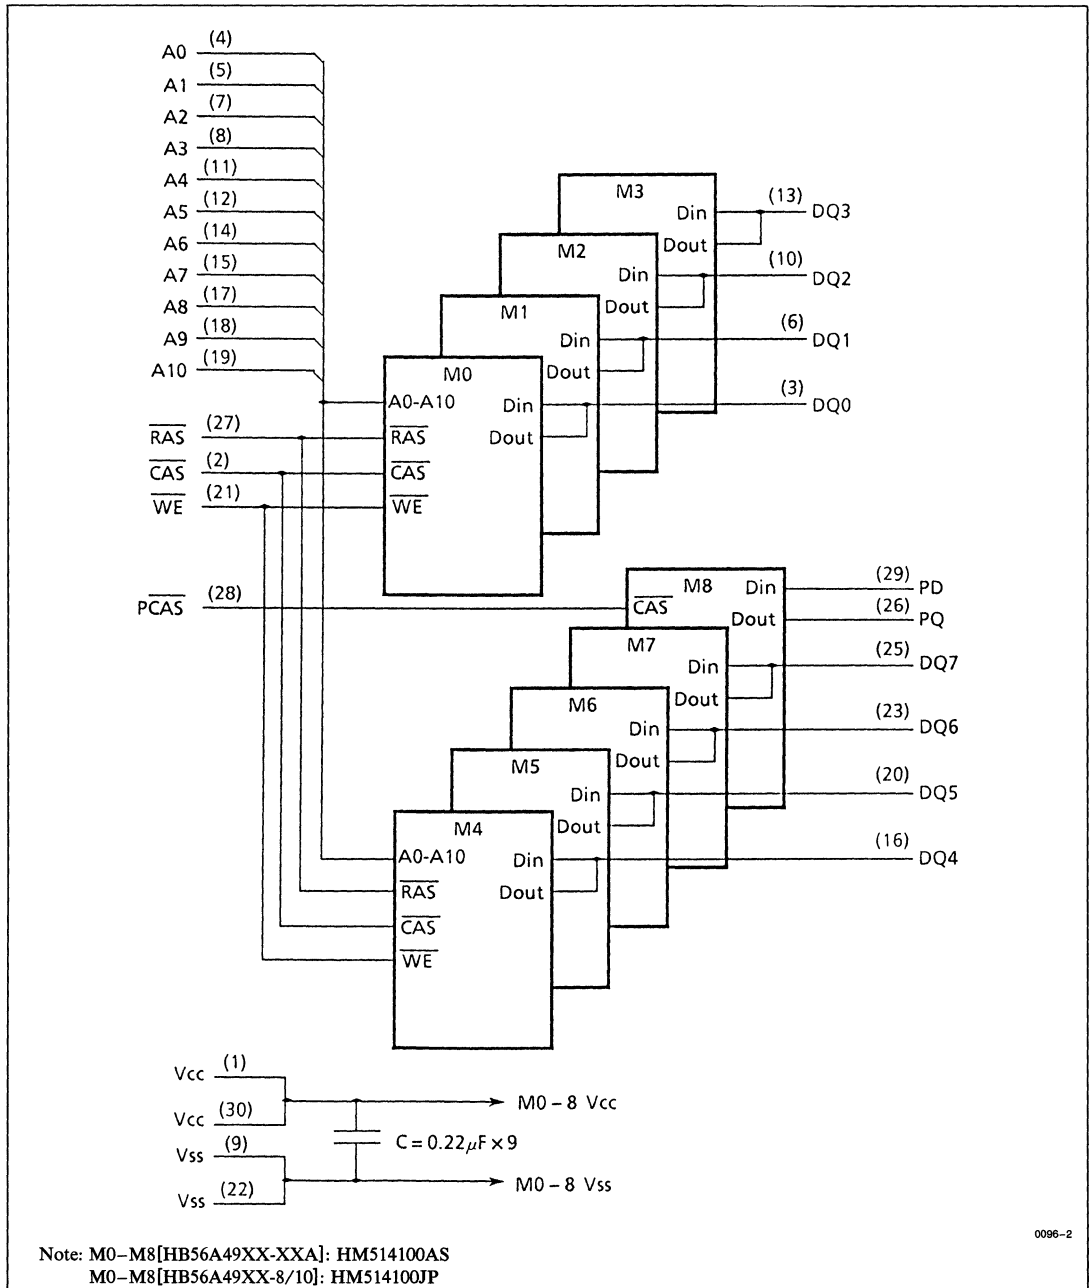 A0 (4)
A1 (5)
A2 (7)
A3 (8)
A4 (11)
A5 (12)
A6 (14)
A7 (15)
A8 (17)
A9 (18)
A10 (19)
RAS (27)
CAS (2)
WE (21)
PCAS (28)
M3
Din (13) DQ3
Dout
M2
Din (10) DQ2
Dout
M1
Din (6) DQ1
Dout
M0
A0-A10 Din (3) DQ0
RAS Dout
CAS
WE
M8 Din (29) PD
CAS Dout (26) PQ
M7
Din (25) DQ7
Dout
M6
Din (23) DQ6
Dout
M5
Din (20) DQ5
Dout
M4
A0-A10 Din (16) DQ4
RAS Dout
CAS
WE
Vcc (1)
M0-8 Vcc
Vcc (30)
C=0.22μF×9
Vss (9)
M0-8 Vss
Vss (22)
0096-2
Note: M0-M8[HB56A49XX-XXA]: HM514100AS
M0-M8[HB56A49XX-8/10]: HM514100JP